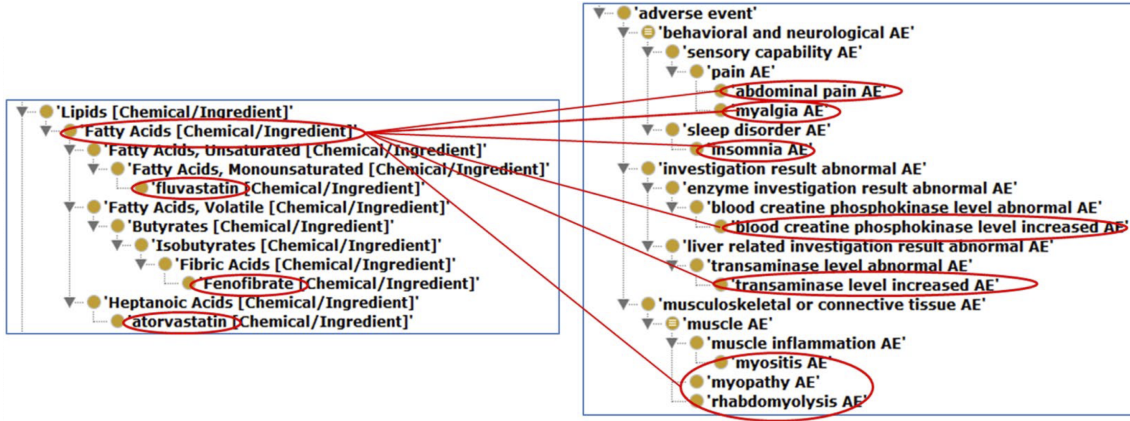 'Lipids [Chemical/Ingredient]'
'Fatty Acids [Chemical/Ingredient]'
'Fatty Acids, Unsaturated [Chemical/Ingredient]'
'Fatty Acids, Monounsaturated [Chemical/Ingredient]'
'fluvastatin [Chemical/Ingredient]'
'Fatty Acids, Volatile [Chemical/Ingredient]'
'Butyrates [Chemical/Ingredient]'
'Isobutyrates [Chemical/Ingredient]'
'Fibric Acids [Chemical/Ingredient]'
'Fenofibrate [Chemical/Ingredient]'
'Heptanoic Acids [Chemical/Ingredient]'
'atorvastatin [Chemical/Ingredient]'
'adverse event'
'behavioral and neurological AE'
'sensory capability AE'
'pain AE'
'abdominal pain AE'
'myalgia AE'
'sleep disorder AE'
'insomnia AE'
'investigation result abnormal AE'
'enzyme investigation result abnormal AE'
'blood creatine phosphokinase level abnormal AE'
'blood creatine phosphokinase level increased AE'
'liver related investigation result abnormal AE'
'transaminase level abnormal AE'
'transaminase level increased AE'
'musculoskeletal or connective tissue AE'
'muscle AE'
'muscle inflammation AE'
'myositis AE'
'myopathy AE'
'rhabdomyolysis AE'